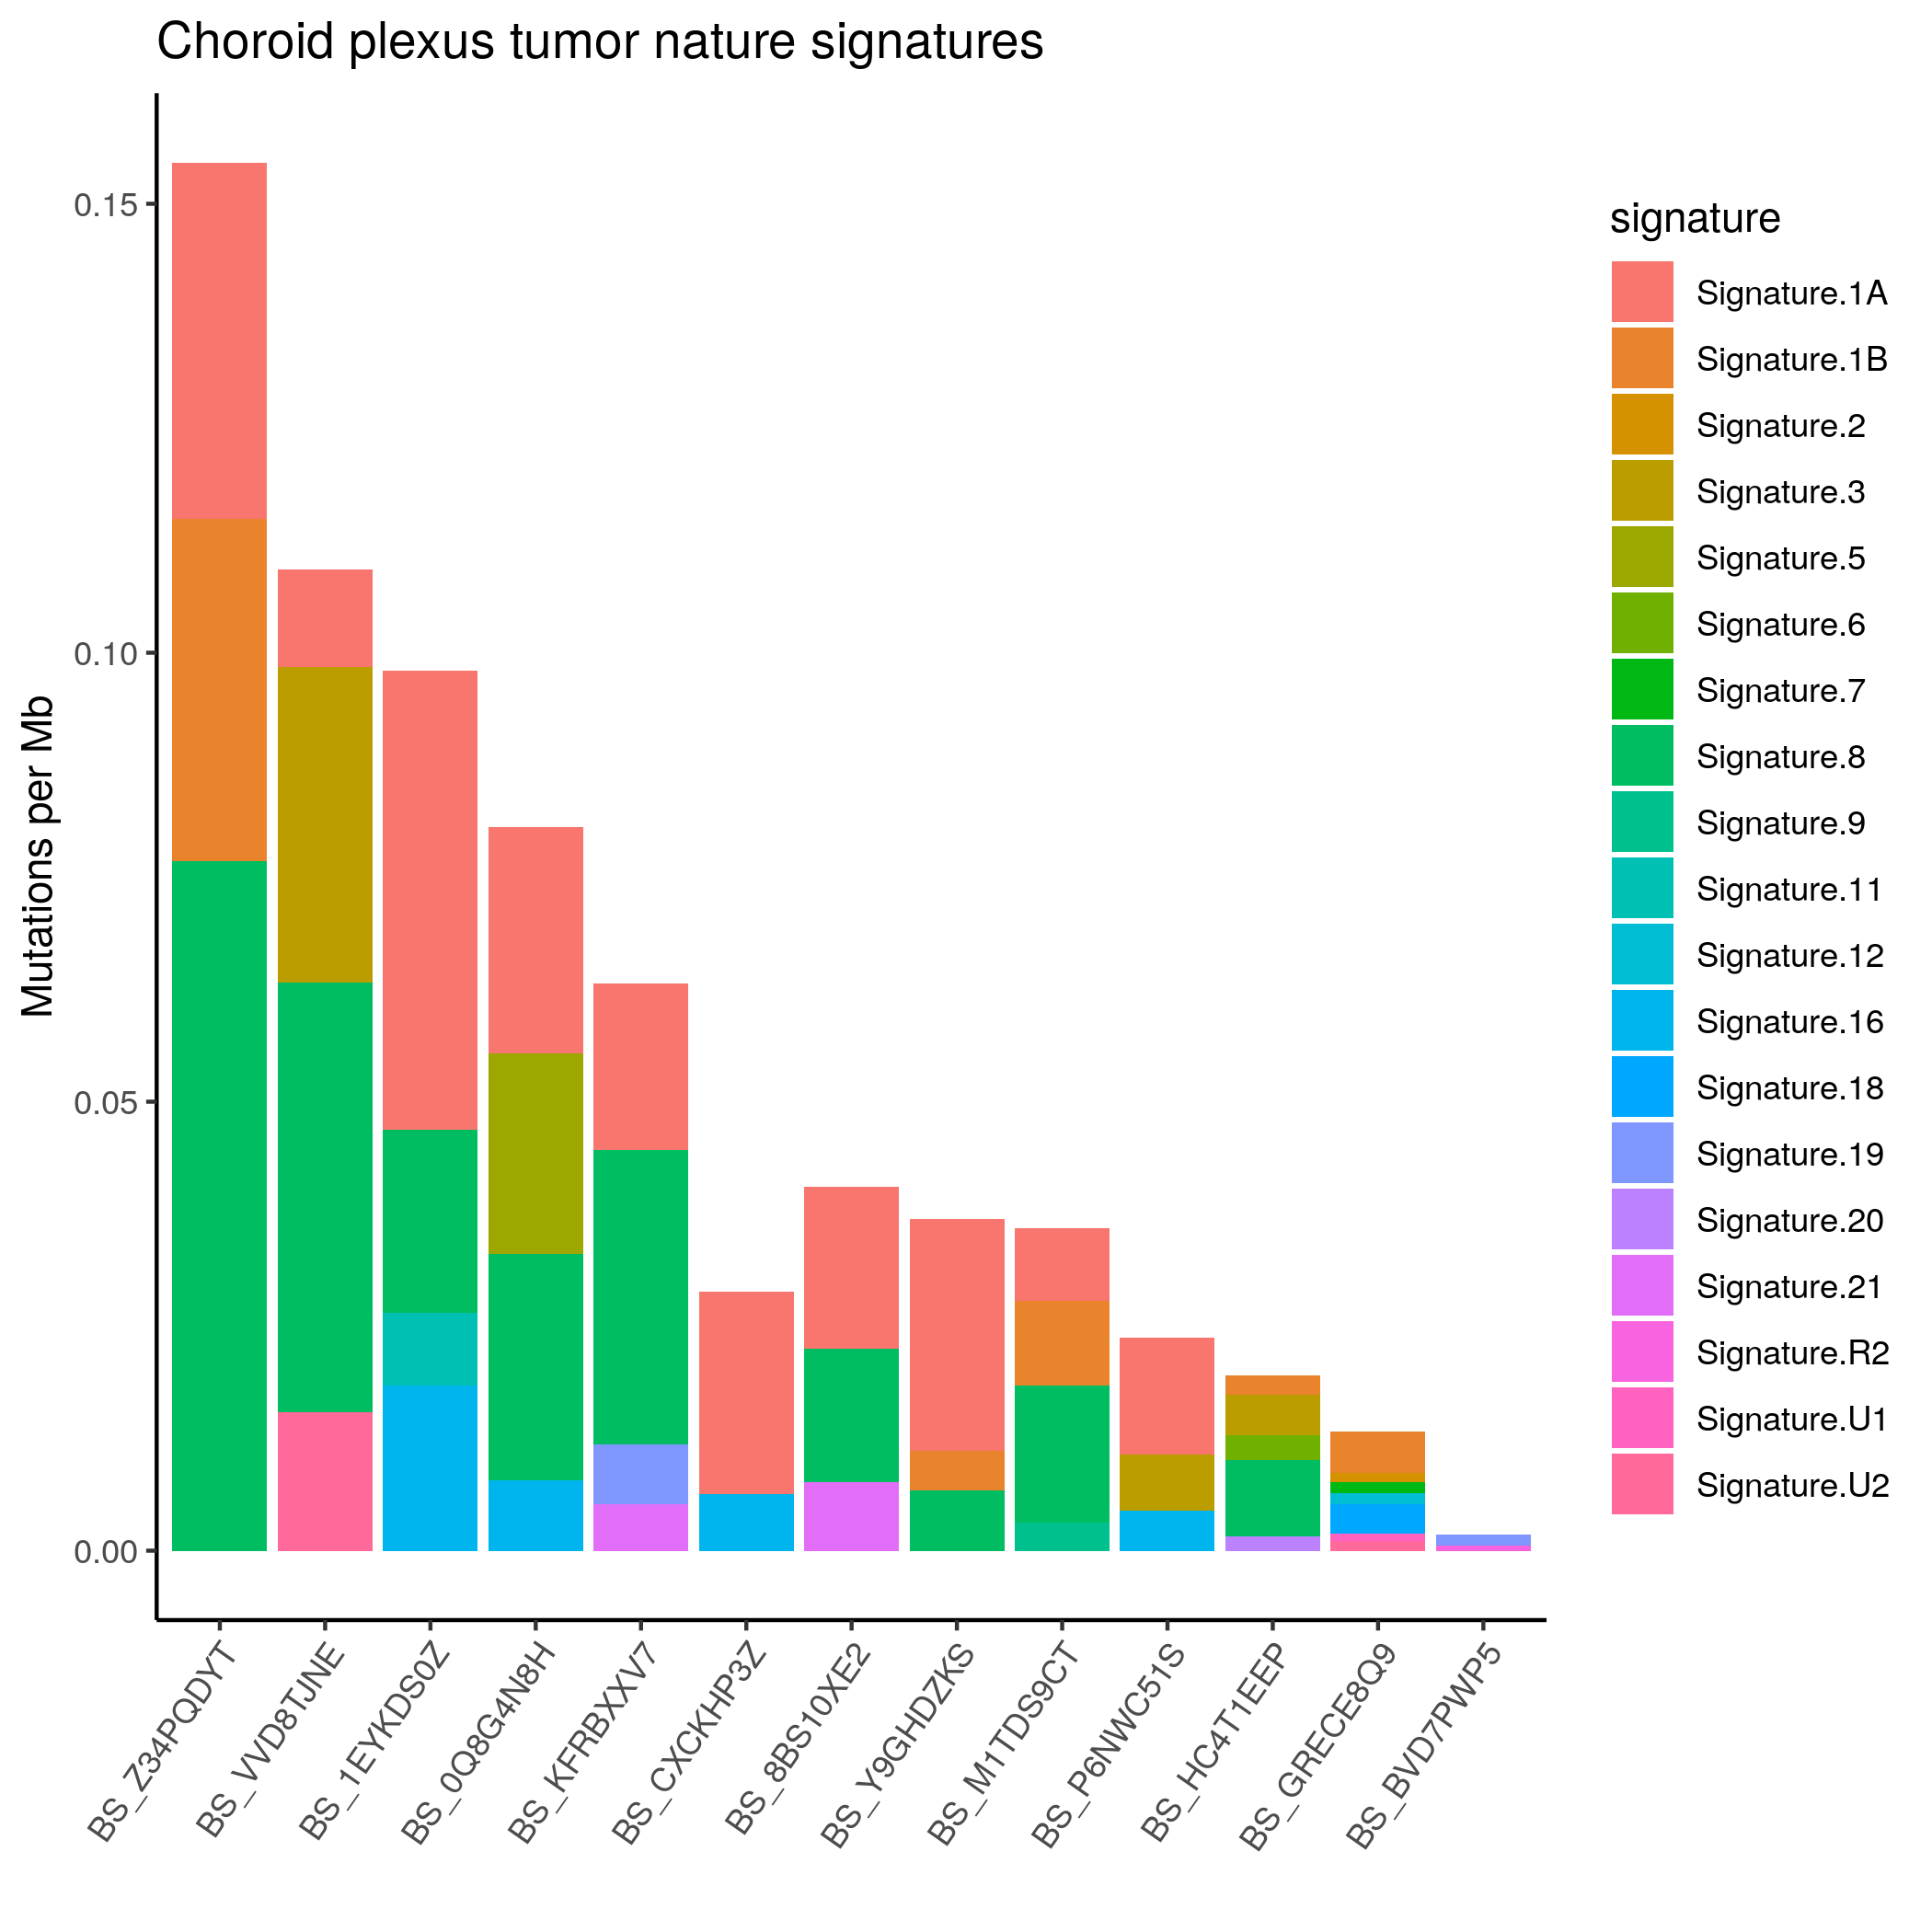 Choroid plexus tumor nature signatures
Mutations per Mb
0.15
0.10
0.05
0.00
BS_Z34PQDYT
BS_VVD8TJNE
BS_1EYKDS0Z
BS_0Q8G4N8H
BS_KFRBXXV7
BS_CXCKHP3Z
BS_8BS10XE2
BS_Y9GHDZKS
BS_M1TDS9CT
BS_P6NWC51S
BS_HC4T1EEP
BS_GRECE8Q9
BS_BVD7PWP5
signature
Signature.1A
Signature.1B
Signature.2
Signature.3
Signature.5
Signature.6
Signature.7
Signature.8
Signature.9
Signature.11
Signature.12
Signature.16
Signature.18
Signature.19
Signature.20
Signature.21
Signature.R2
Signature.U1
Signature.U2